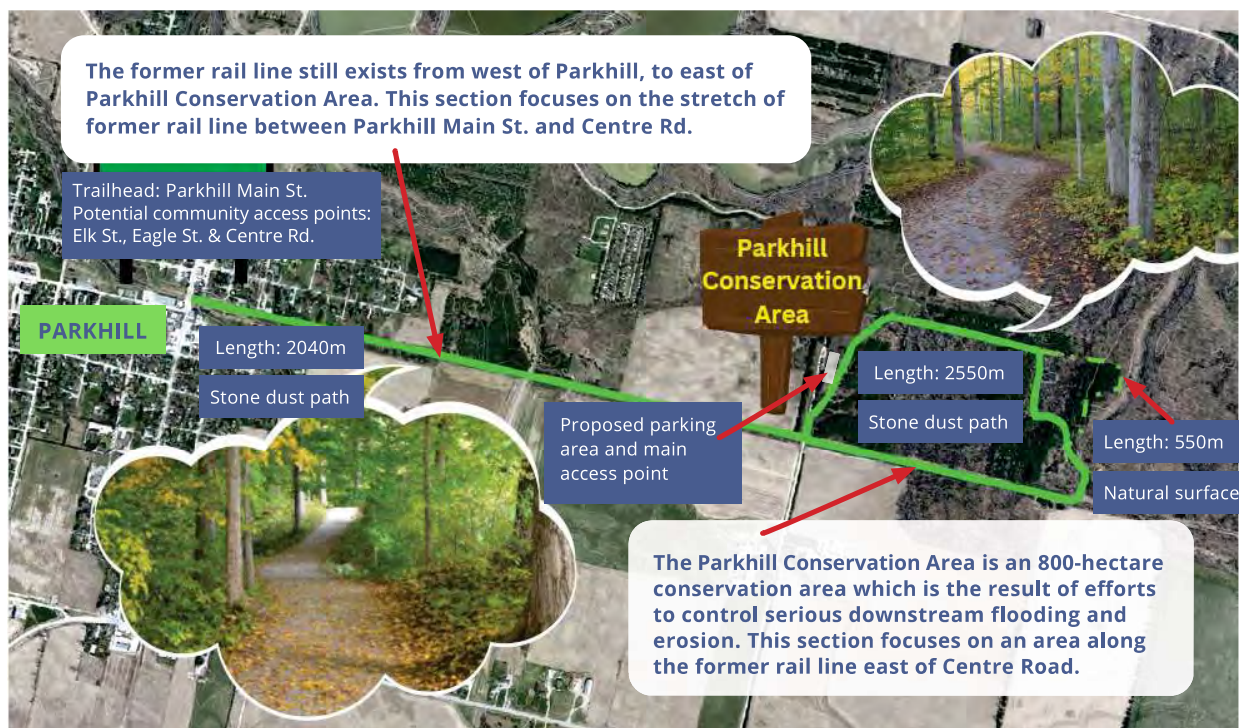 The former rail line still exists from west of Parkhill, to east of
Parkhill Conservation Area. This section focuses on the stretch of
former rail line between Parkhill Main St. and Centre Rd.
Trailhead: Parkhill Main St.
Potential community access points:
Elk St., Eagle St. & Centre Rd.
Parkhill
Conservation
Area
PARKHILL
Length: 2040m
Stone dust path
Length: 2550m
Stone dust path
Proposed parking
area and main
access point
Length: 550m
Natural surface
The Parkhill Conservation Area is an 800-hectare
conservation area which is the result of efforts
to control serious downstream flooding and
erosion. This section focuses on an area along
the former rail line east of Centre Road.